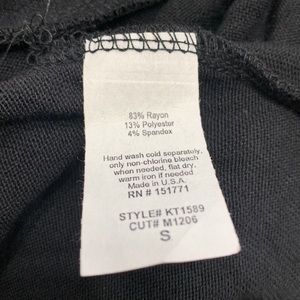 83% Rayon
13% Polyester
4% Spandex
Hand wash cold separately,
only non-chlorine bleach
when needed, flat dry,
warm iron if needed
Made in U.S.A.
RN # 151771
STYLE# KT1589
CUT# M1206
S